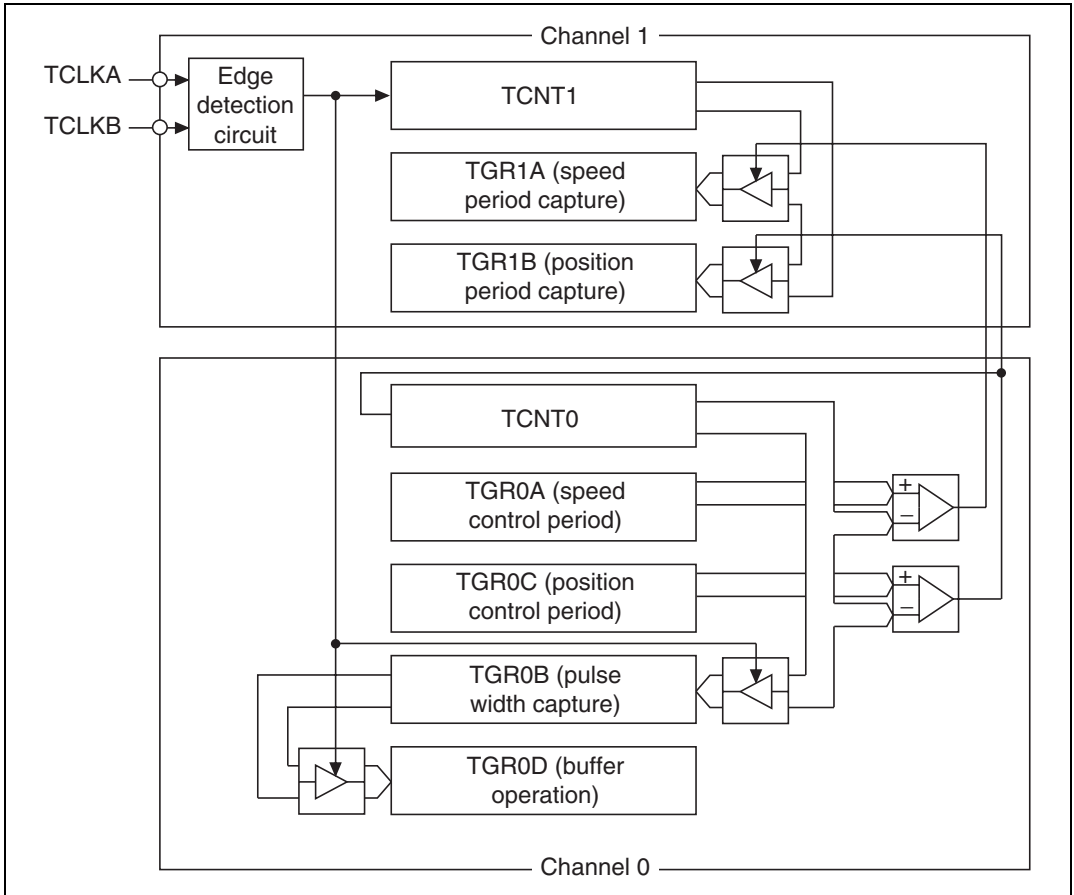 Channel 1
TCLKA
TCLKB
Edge
detection
circuit
TCNT1
TGR1A (speed
period capture)
TGR1B (position
period capture)
TCNT0
TGR0A (speed
control period)
+
−
TGR0C (position
control period)
+
−
TGR0B (pulse
width capture)
TGR0D (buffer
operation)
Channel 0